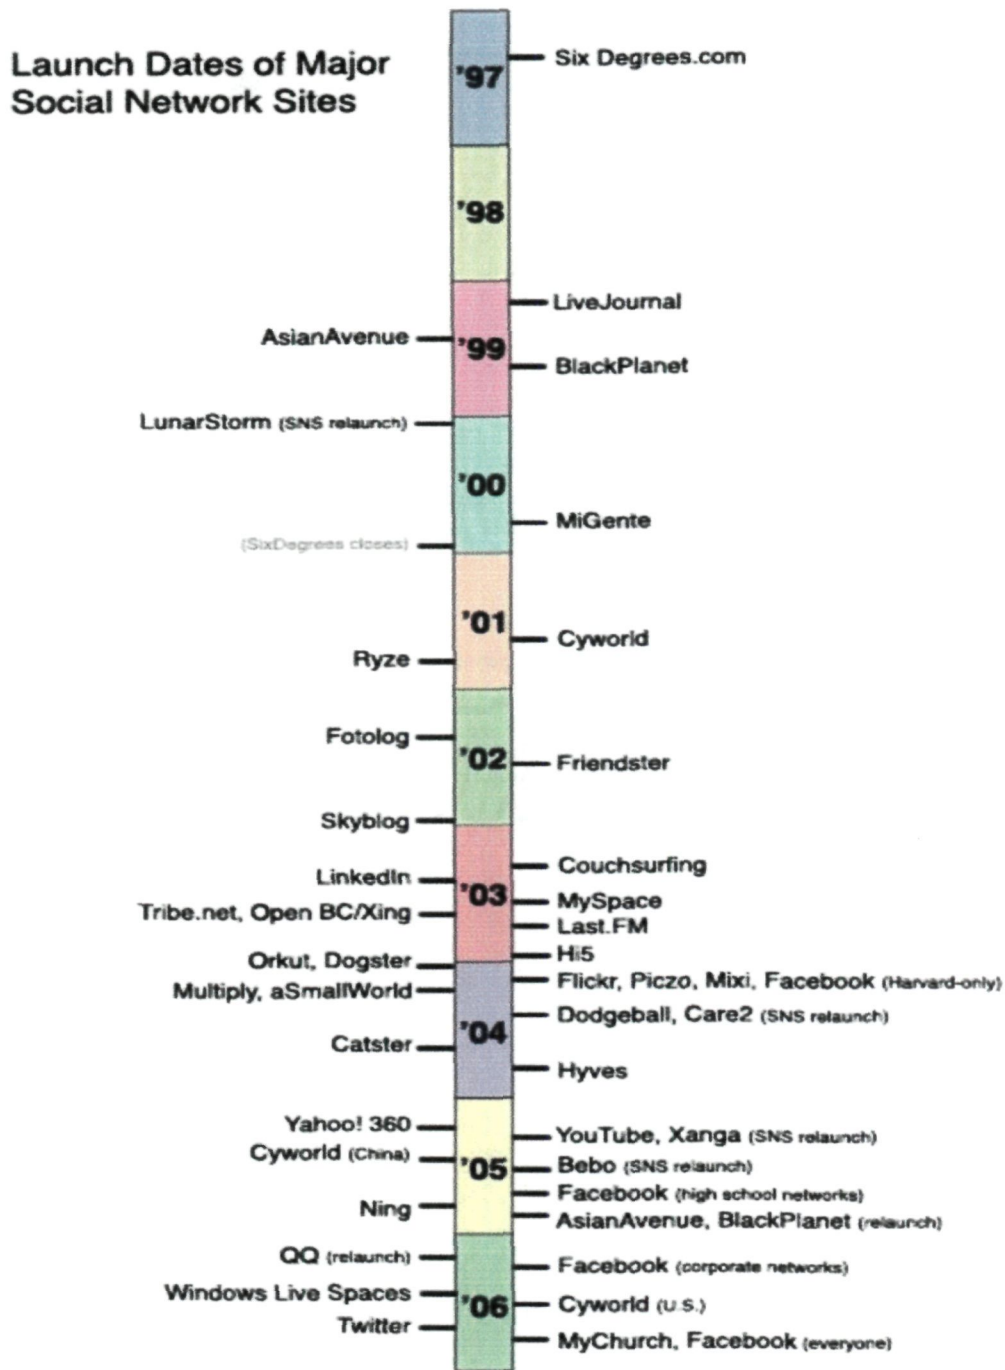 Launch Dates of Major
Social Network Sites
'97
Six Degrees.com
'98
LiveJournal
AsianAvenue
'99
BlackPlanet
LunarStorm (SNS relaunch)
'00
MiGente
(SixDegrees closes)
'01
Cyworld
Ryze
Fotolog
'02
Friendster
Skyblog
Couchsurfing
LinkedIn
'03
MySpace
Tribe.net, Open BC/Xing
Last.FM
Hi5
Orkut, Dogster
Flickr, Piczo, Mixi, Facebook (Harvard-only)
Multiply, aSmallWorld
Dodgeball, Care2 (SNS relaunch)
'04
Catster
Hyves
Yahoo! 360
YouTube, Xanga (SNS relaunch)
Cyworld (China)
'05
Bebo (SNS relaunch)
Facebook (high school networks)
Ning
AsianAvenue, BlackPlanet (relaunch)
QQ (relaunch)
Facebook (corporate networks)
Windows Live Spaces
'06
Cyworld (U.S.)
Twitter
MyChurch, Facebook (everyone)